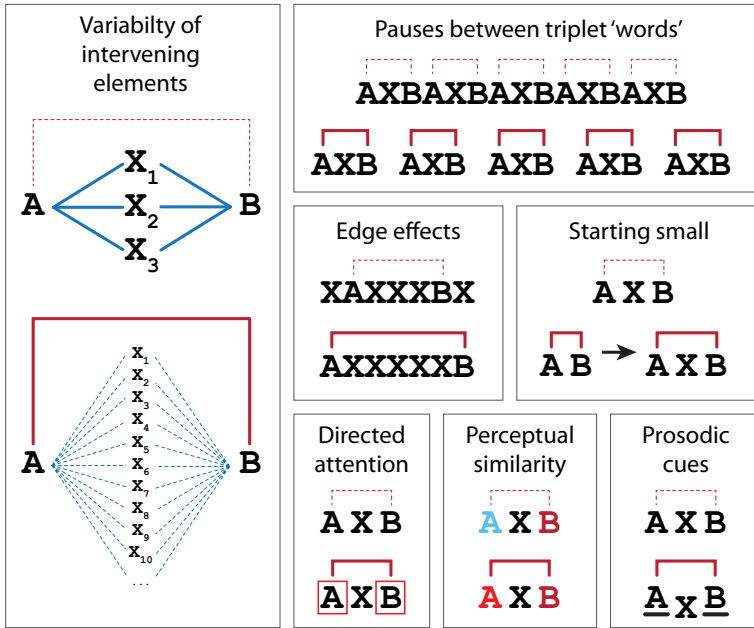 Variabilty of
intervening
elements
X1
A X2 B
X3
X1
X2
X3
X4
X5
A X6 B
X7
X8
X9
X10
...
Pauses between triplet ‘words’
AXBAXBAXBAXBAXB
AXB AXB AXB AXB AXB
Edge effects
XAXXXBX
AXXXXXB
Starting small
A X B
A B A X B
Directed
attention
A X B
A X B
Perceptual
similarity
A X B
A X B
Prosodic
cues
A X B
A X B